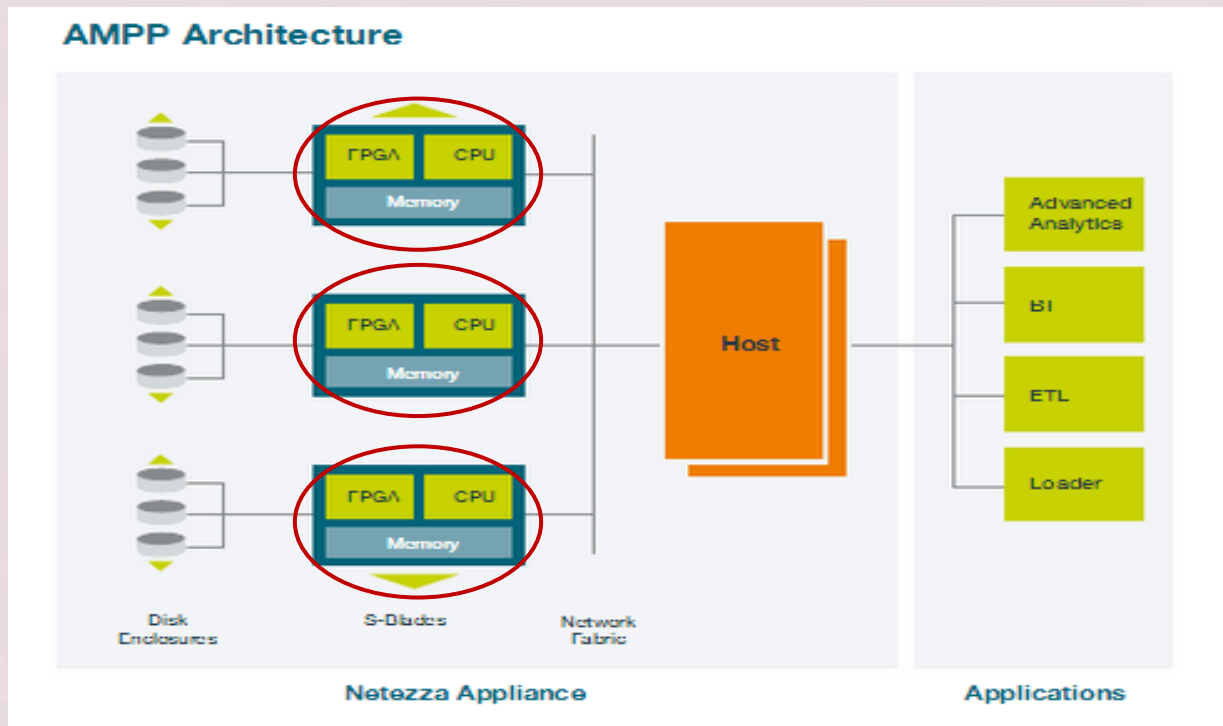 AMPP Architecture
FPGA
CPU
Memory
FPGA
CPU
Memory
FPGA
CPU
Memory
Host
Advanced
Analytics
BI
ETL
Loader
Disk
Enclosures
S-Blades
Network
Fabric
Netezza Appliance
Applications